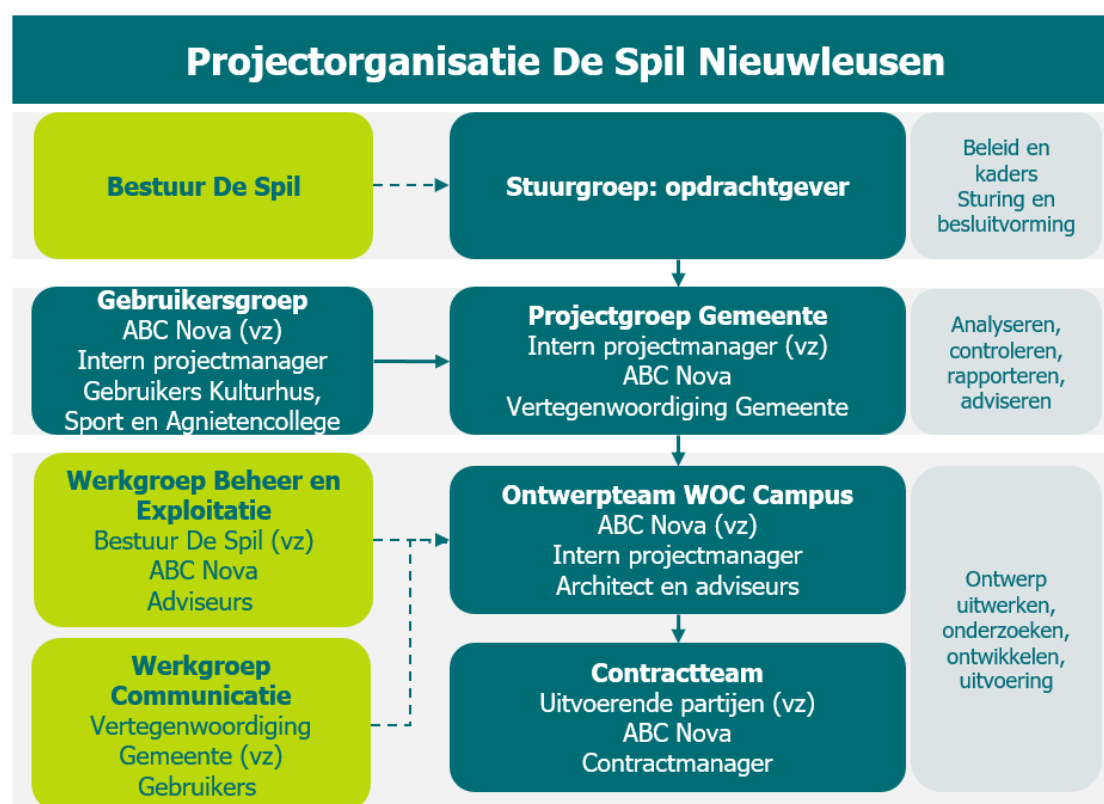 Projectorganisatie De Spil Nieuwleusen
Bestuur De Spil
Stuurgroep: opdrachtgever
Beleid en
kaders
Sturing en
besluitvorming
Gebruikersgroep
ABC Nova (vz)
Intern projectmanager
Gebruikers Kulturhus,
Sport en Agnietencollege
Projectgroep Gemeente
Intern projectmanager (vz)
ABC Nova
Vertegenwoordiging Gemeente
Analyseren,
controleren,
rapporteren,
adviseren
Werkgroep Beheer en
Exploitatie
Bestuur De Spil (vz)
ABC Nova
Adviseurs
Ontwerpteam WOC Campus
ABC Nova (vz)
Intern projectmanager
Architect en adviseurs
Ontwerp
uitwerken,
onderzoeken,
ontwikkelen,
uitvoering
Werkgroep
Communicatie
Vertegenwoordiging
Gemeente (vz)
Gebruikers
Contractteam
Uitvoerende partijen (vz)
ABC Nova
Contractmanager